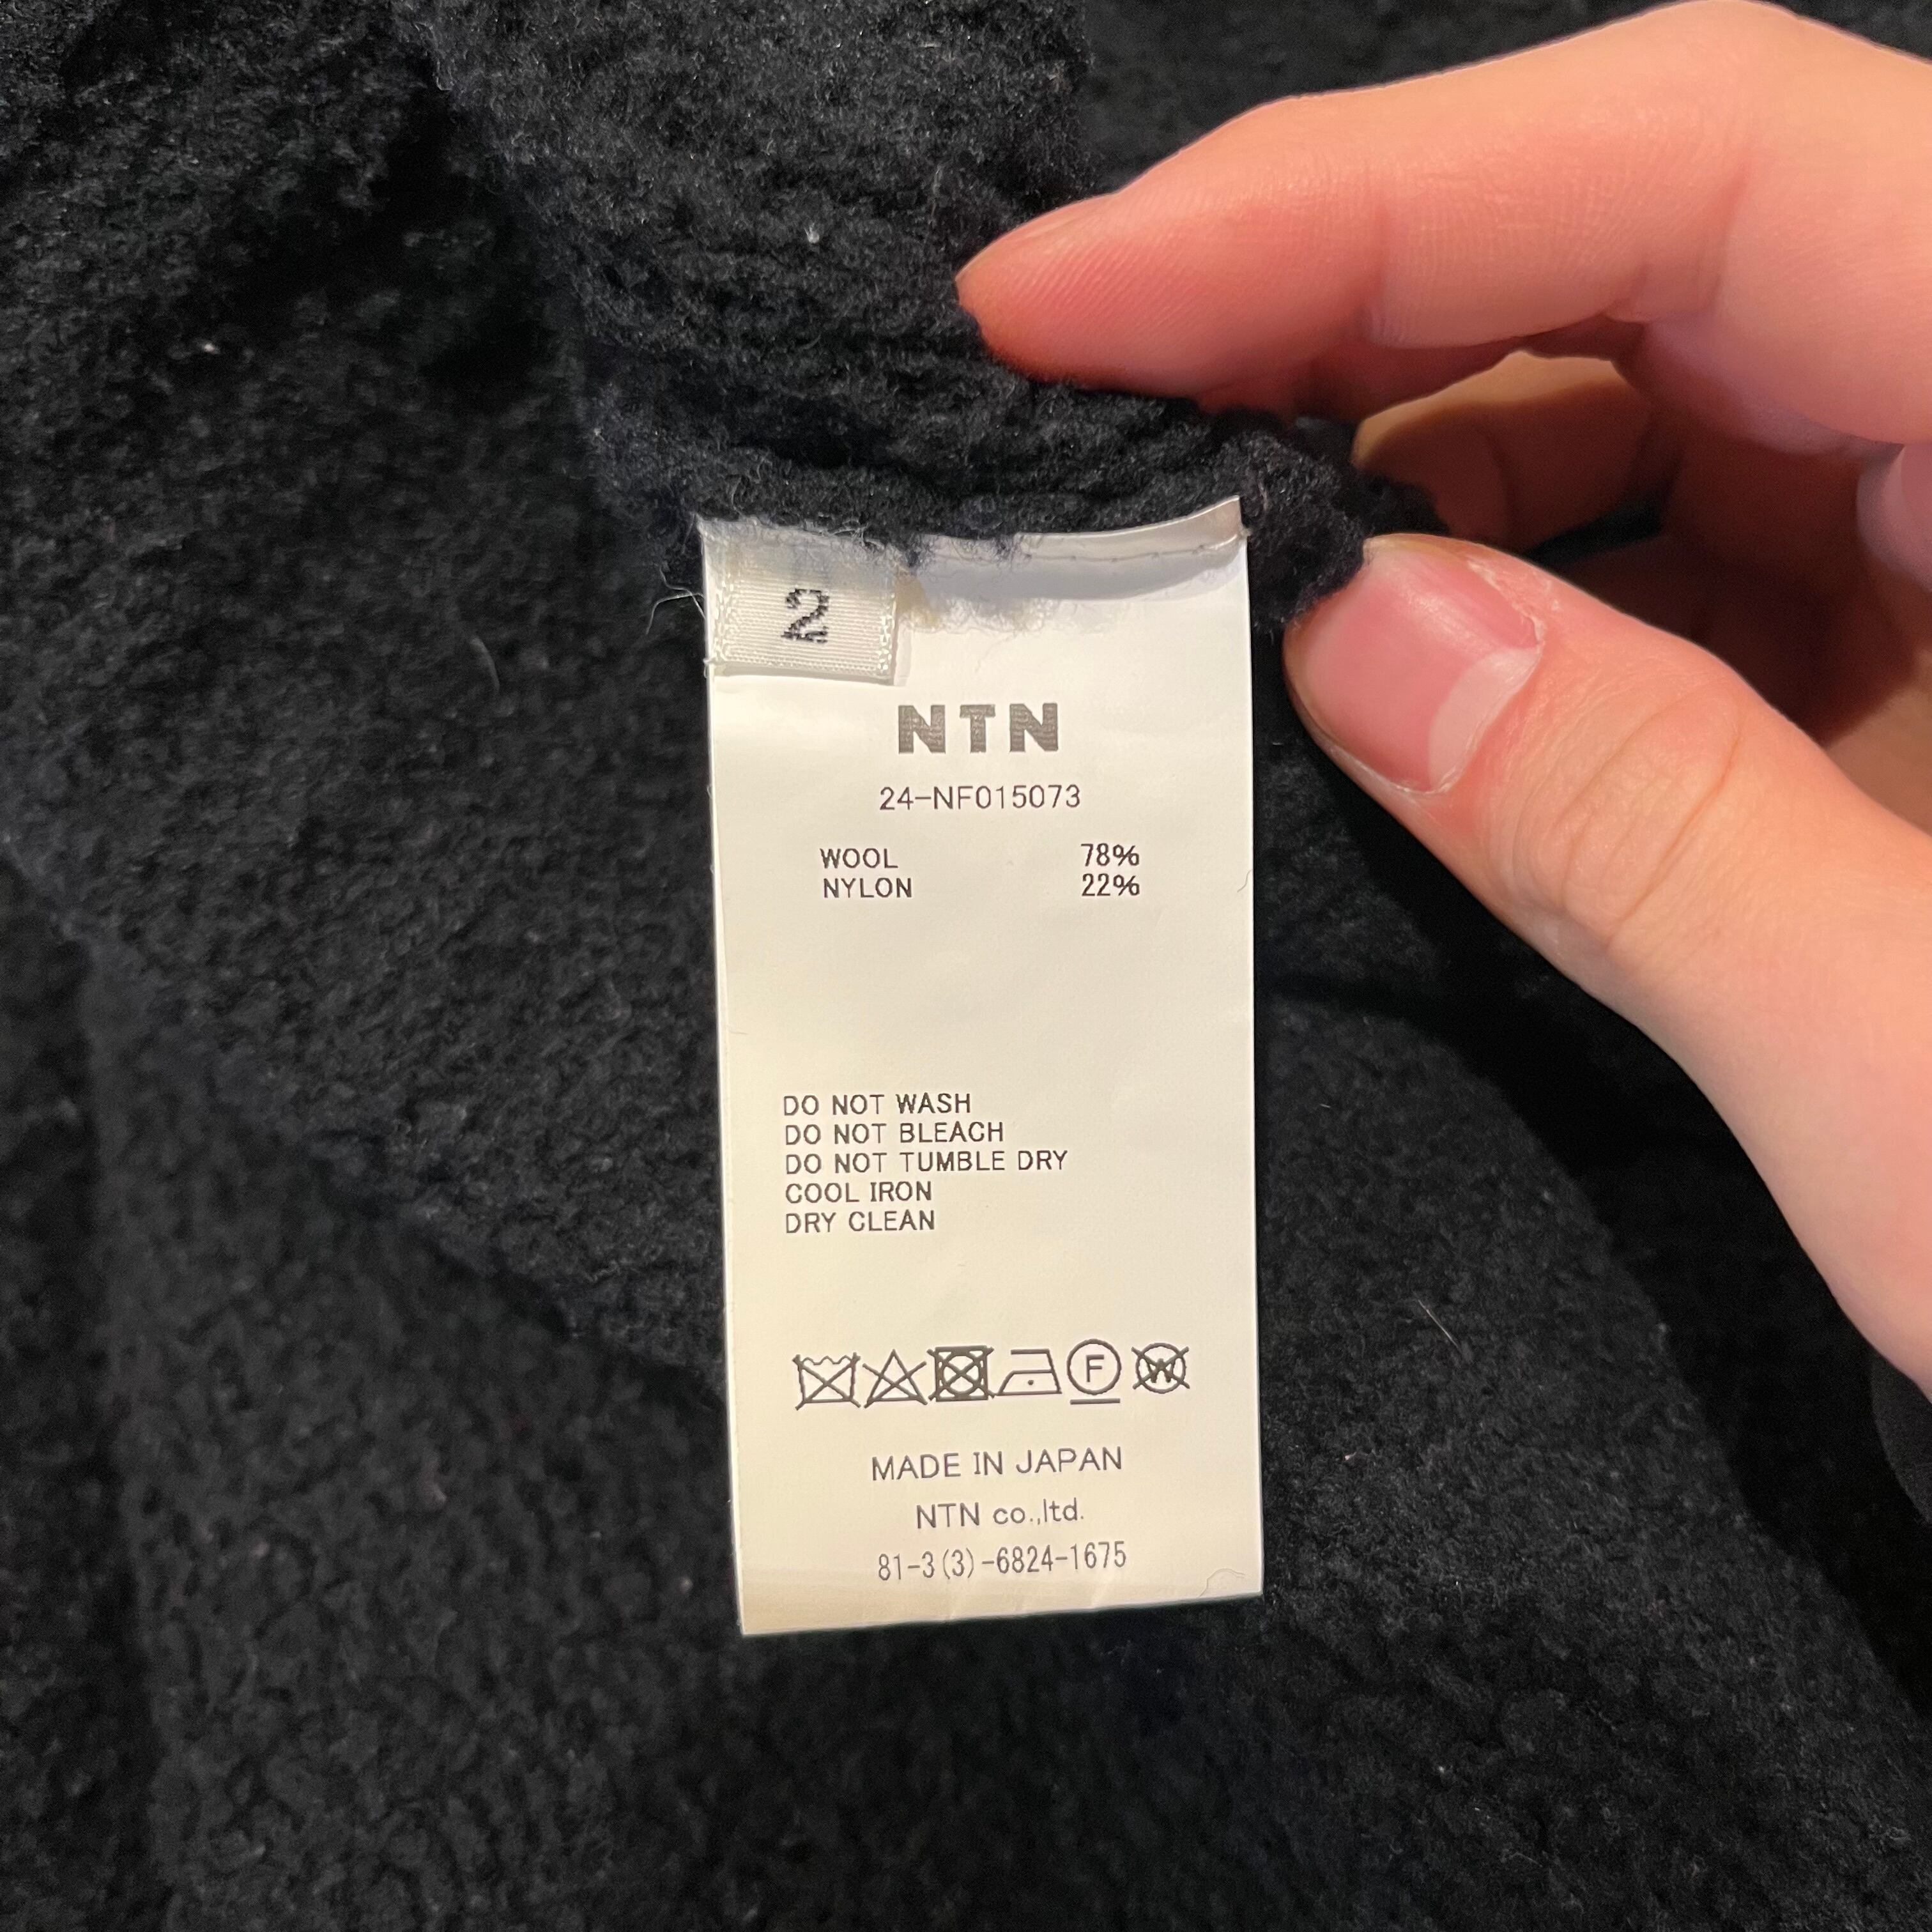 2
NTN
24-NF015073
WOOL 78%
NYLON 22%
DO NOT WASH
DO NOT BLEACH
DO NOT TUMBLE DRY
COOL IRON
DRY CLEAN
F W
MADE IN JAPAN
NTN co.,ltd.
81-3(3)-6824-1675